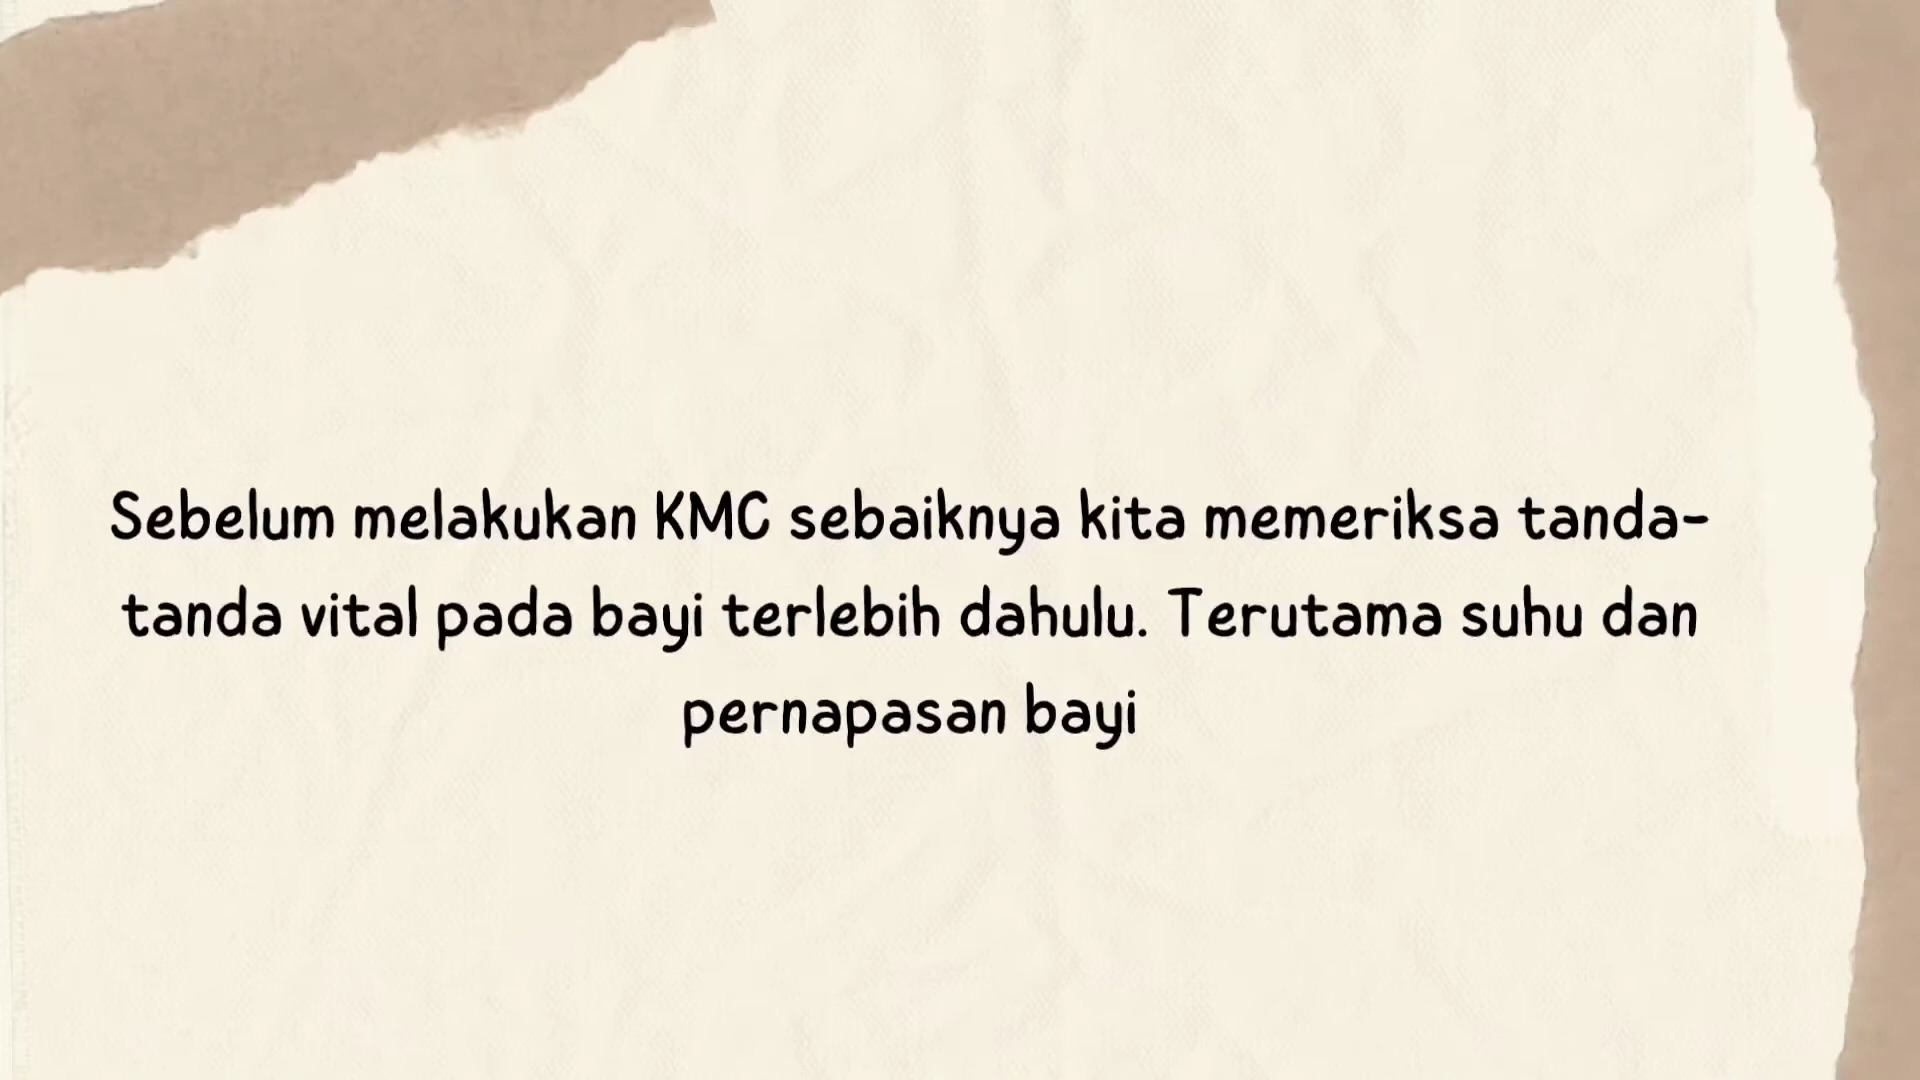 Sebelum melakukan KMC sebaiknya kita memeriksa tanda-
tanda vital pada bayi terlebih dahulu. Terutama suhu dan
pernapasan bayi